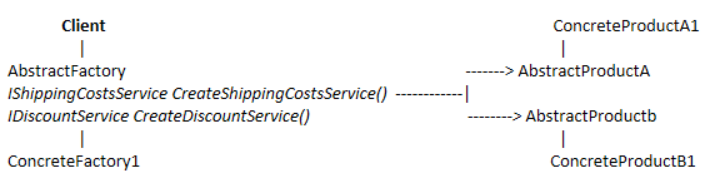 Client ConcreteProductA1
| |
AbstractFactory -------> AbstractProductA
IShippingCostsService CreateShippingCostsService() ------------|
IDiscountService CreateDiscountService() --------> AbstractProductb
| |
ConcreteFactory1 ConcreteProductB1